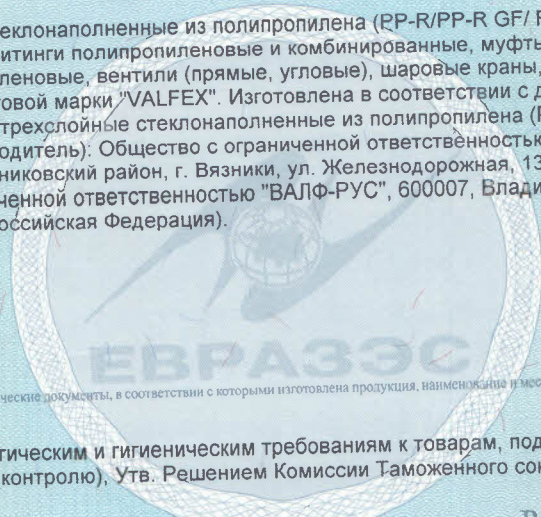 еклонаполненные из полипропилена (PP-R/PP-R GF/
итинги полипропиленовые и комбинированные, муфты
леновые, вентили (прямые, угловые), шаровые краны,
говой марки "VALFEX". Изготовлена в соответствии с д
трехслойные стеклонаполненные из полипропилена (
одитель): Общество с ограниченной ответственностью
никовский район, г. Вязники, ул. Железнодорожная, 13
ченной ответственностью "ВАЛФ-РУС", 600007, Влади
оссийская Федерация).
ЕВРАЗЭС
ческие документы, в соответствии с которыми изготовлена продукция, наименование и мес
гическим и гигиеническим требованиям к товарам, под
контролю), Утв. Решением Комиссии Таможенного сою